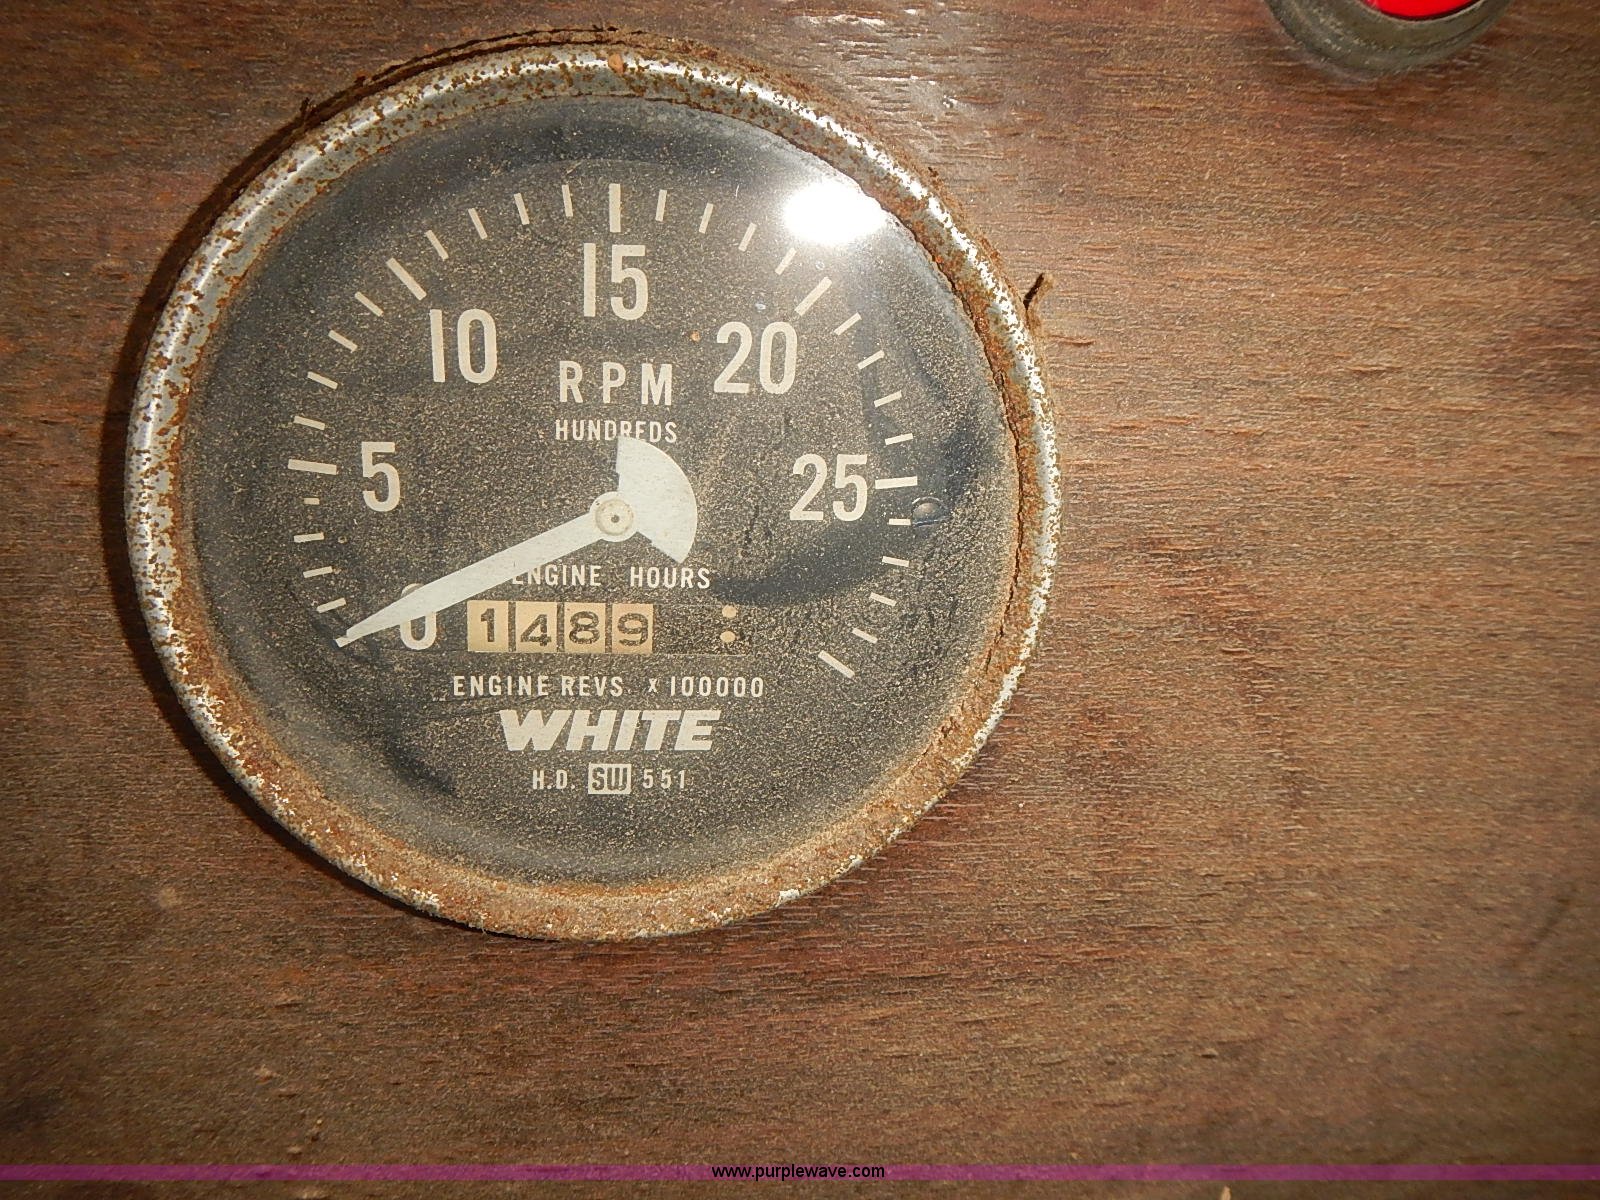 15
10 20
RPM
HUNDREDS
5 25
ENGINE HOURS
0 1489
ENGINE REVS x 100000
WHITE
H.D. SW 551
www.purplewave.com